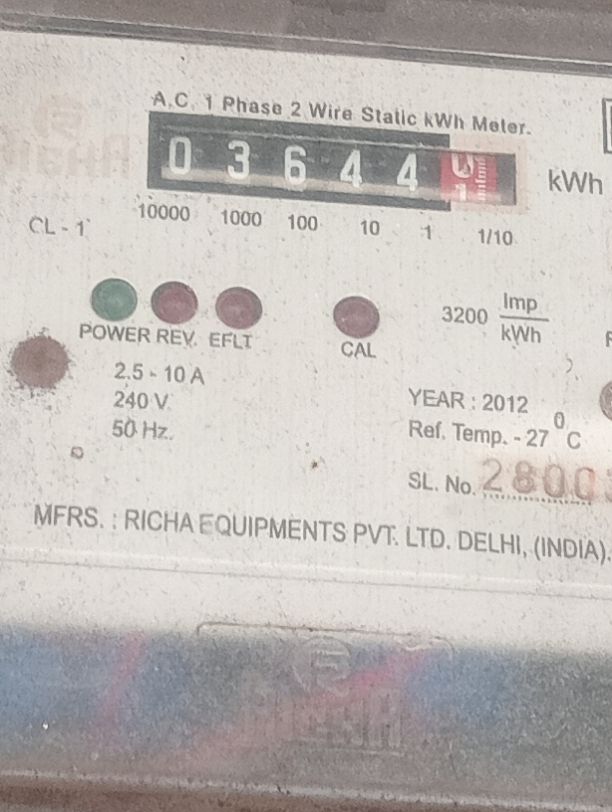 A.C. 1 Phase 2 Wire Static kWh Meter.
0 3 6 4 4 kWh
10000 1000 100 10 1 1/10
CL - 1
3200 Imp/kWh
POWER REV. EFLT CAL
2.5 - 10 A
240 V.
50 Hz.
YEAR : 2012
Ref. Temp. - 27 °C
SL. No. 2800
MFRS. : RICHA EQUIPMENTS PVT. LTD. DELHI, (INDIA).
RICHA